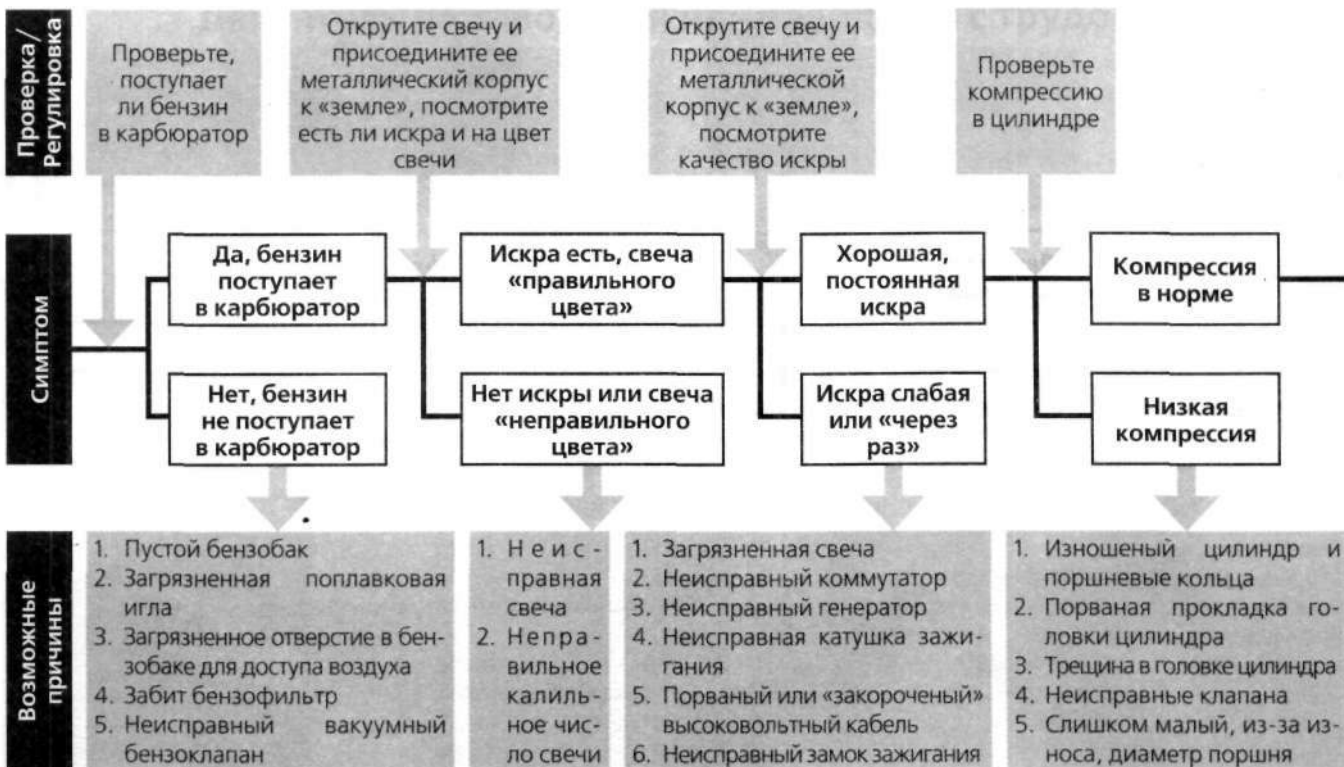 Проверка/
Регулировка
Проверьте,
поступает
ли бензин
в карбюратор
Открутите свечу и
присоедините ее
металлический корпус
к «земле», посмотрите
есть ли искра и на цвет
свечи
Открутите свечу и
присоедините ее
металлической
корпус к «земле»,
посмотрите
качество искры
Проверьте
компрессию
в цилиндре
Симптом
Да, бензин
поступает
в карбюратор
Искра есть, свеча
«правильного
цвета»
Хорошая,
постоянная
искра
Компрессия
в норме
Нет, бензин
не поступает
в карбюратор
Нет искры или свеча
«неправильного
цвета»
Искра слабая
или «через
раз»
Низкая
компрессия
Возможные
причины
1. Пустой бензобак
2. Загрязненная поплавковая
игла
3. Загрязненное отверстие в бен-
зобаке для доступа воздуха
4. Забит бензофильтр
5. Неисправный вакуумный
бензоклапан
1. Неис-
правная
свеча
2. Непра-
вильное
калиль-
ное чис-
ло свечи
1. Загрязненная свеча
2. Неисправный коммутатор
3. Неисправный генератор
4. Неисправная катушка зажи-
гания
5. Порваный или «закороченый»
высоковольтный кабель
6. Неисправный замок зажигания
1. Изношеный цилиндр и
поршневые кольца
2. Порваная прокладка го-
ловки цилиндра
3. Трещина в головке цилиндра
4. Неисправные клапана
5. Слишком малый, из-за из-
носа, диаметр поршня